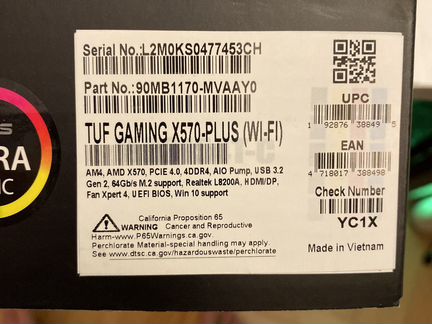 Serial No.:L2M0KS0477453CH
Part No.:90MB1170-MVAAY0
TUF GAMING X570-PLUS (WI-FI)
AM4, AMD X570, PCIE 4.0, 4DDR4, AIO Pump, USB 3.2
Gen 2, 64Gb/s M.2 support, Realtek L8200A, HDMI/DP,
Fan Xpert 4, UEFI BIOS, Win 10 support
California Proposition 65
WARNING Cancer and Reproductive
Harm-www.P65Warnings.ca.gov.
Perchlorate Material-special handling may apply.
See www.dtsc.ca.gov/hazardouswaste/perchlorate
UPC
1 92876 38849 5
EAN
4 718017 388498
Check Number
YC1X
Made in Vietnam
S
RA
IC